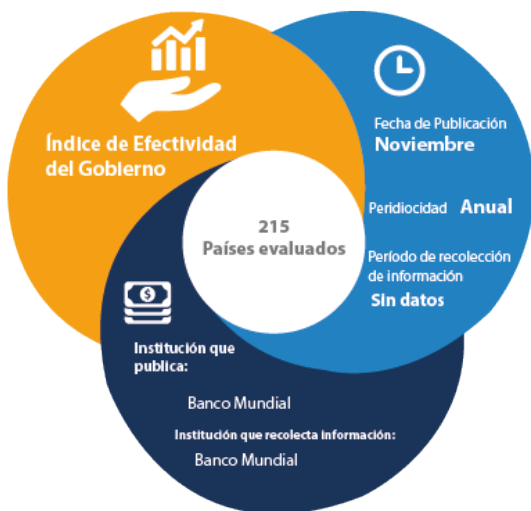 Índice de Efectividad
del Gobierno
Fecha de Publicación
Noviembre
Peridiocidad Anual
Período de recolección
de información
Sin datos
215
Países evaluados
$
Institución que
publica:
Banco Mundial
Institución que recolecta información:
Banco Mundial